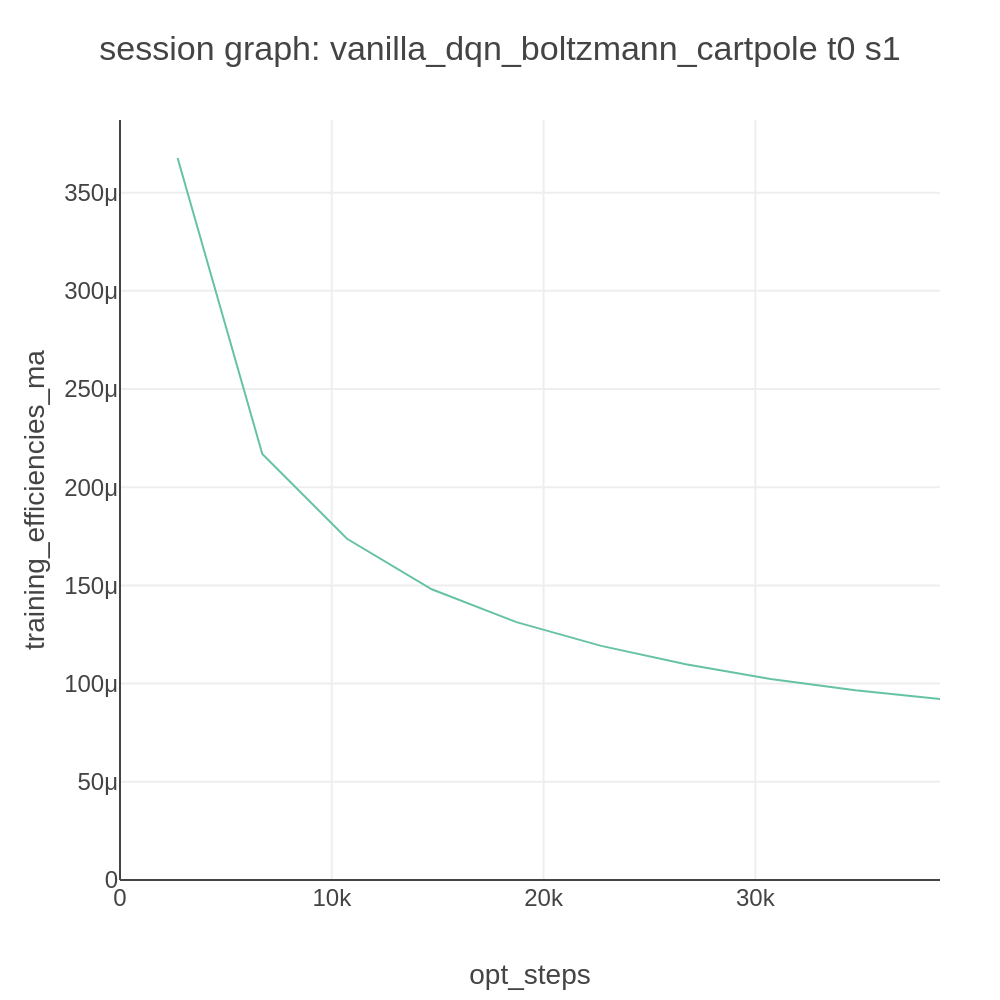 session graph: vanilla_dqn_boltzmann_cartpole t0 s1
training_efficiencies_ma
350μ
300μ
250μ
200μ
150μ
100μ
50μ
0
0 10k 20k 30k
opt_steps